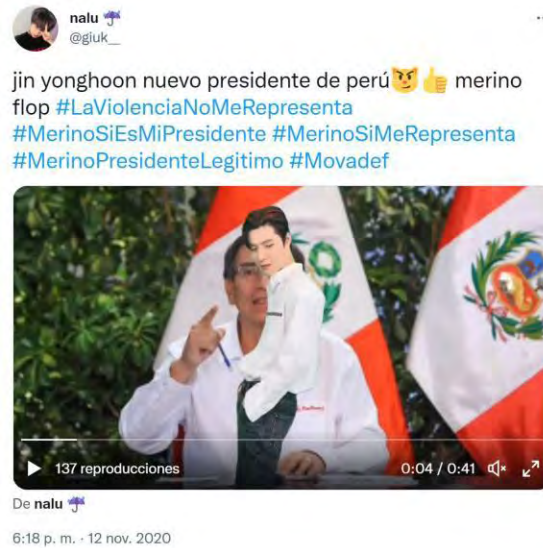 nalu ☔
@giuk__
jin yonghoon nuevo presidente de perú😼👍 merino
flop #LaViolenciaNoMeRepresenta
#MerinoSiEsMiPresidente #MerinoSiMeRepresenta
#MerinoPresidenteLegitimo #Movadef
137 reproducciones
0:04 / 0:41
De nalu ☔
6:18 p. m. · 12 nov. 2020